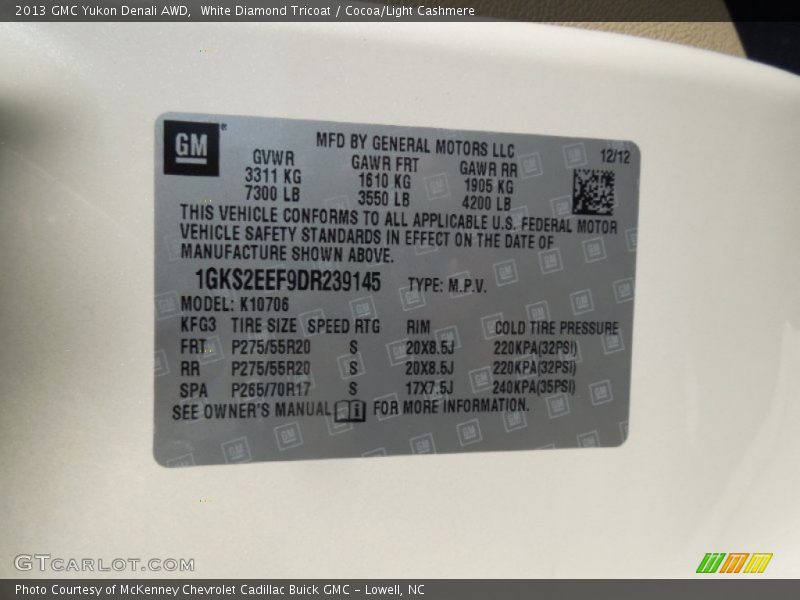 2013 GMC Yukon Denali AWD, White Diamond Tricoat / Cocoa/Light Cashmere
GM®
MFD BY GENERAL MOTORS LLC
GVWR GAWR FRT GAWR RR 12/12
3311 KG 1610 KG 1905 KG
7300 LB 3550 LB 4200 LB
THIS VEHICLE CONFORMS TO ALL APPLICABLE U.S. FEDERAL MOTOR
VEHICLE SAFETY STANDARDS IN EFFECT ON THE DATE OF
MANUFACTURE SHOWN ABOVE.
1GKS2EEF9DR239145 TYPE: M.P.V.
MODEL: K10706
KFG3 TIRE SIZE SPEED RTG RIM COLD TIRE PRESSURE
FRT P275/55R20 S 20X8.5J 220KPA(32PSI)
RR P275/55R20 S 20X8.5J 220KPA(32PSI)
SPA P265/70R17 S 17X7.5J 240KPA(35PSI)
SEE OWNER'S MANUAL FOR MORE INFORMATION.
GTCARLOT.COM
Photo Courtesy of McKenney Chevrolet Cadillac Buick GMC - Lowell, NC